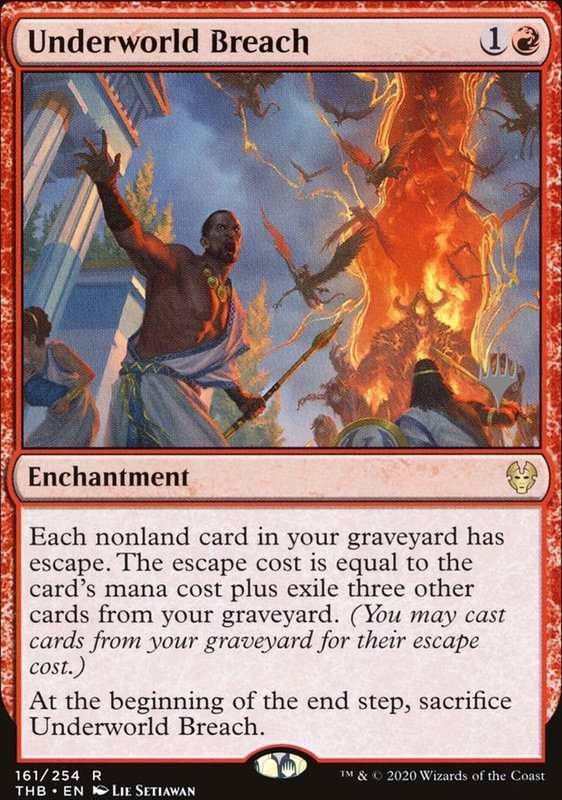 Underworld Breach
1
Enchantment
Each nonland card in your graveyard has
escape. The escape cost is equal to the
card's mana cost plus exile three other
cards from your graveyard. (You may cast
cards from your graveyard for their escape
cost.)
At the beginning of the end step, sacrifice
Underworld Breach.
161/254 R
THB • EN Lie Setiawan
™ & © 2020 Wizards of the Coast